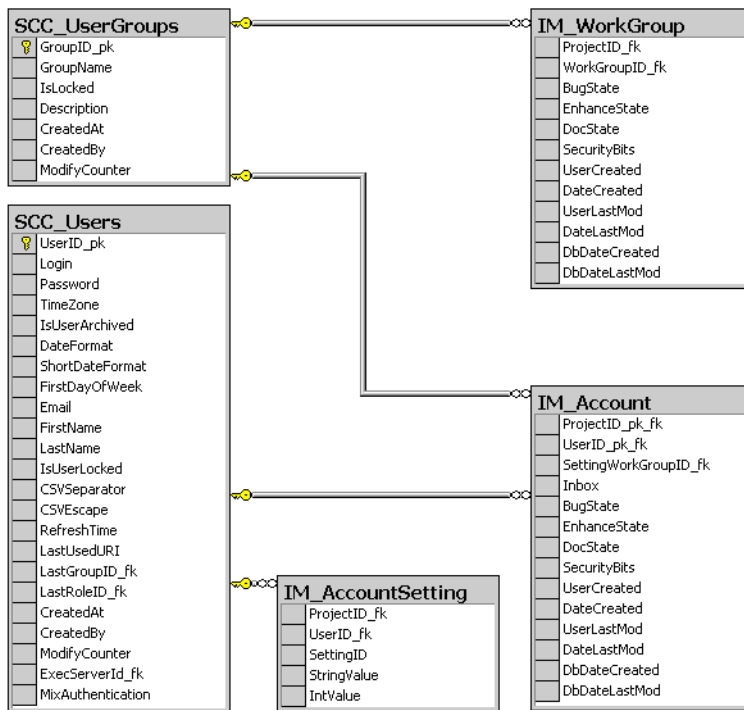 SCC_UserGroups
GroupID_pk
GroupName
IsLocked
Description
CreatedAt
CreatedBy
ModifyCounter
IM_WorkGroup
ProjectID_fk
WorkGroupID_fk
BugState
EnhanceState
DocState
SecurityBits
UserCreated
DateCreated
UserLastMod
DateLastMod
DbDateCreated
DbDateLastMod
SCC_Users
UserID_pk
Login
Password
TimeZone
IsUserArchived
DateFormat
ShortDateFormat
FirstDayOfWeek
Email
FirstName
LastName
IsUserLocked
CSVSeparator
CSVEscape
RefreshTime
LastUsedURI
LastGroupID_fk
LastRoleID_fk
CreatedAt
CreatedBy
ModifyCounter
ExecServerId_fk
MixAuthentication
IM_Account
ProjectID_pk_fk
UserID_pk_fk
SettingWorkGroupID_fk
Inbox
BugState
EnhanceState
DocState
SecurityBits
UserCreated
DateCreated
UserLastMod
DateLastMod
DbDateCreated
DbDateLastMod
IM_AccountSetting
ProjectID_fk
UserID_fk
SettingID
StringValue
IntValue